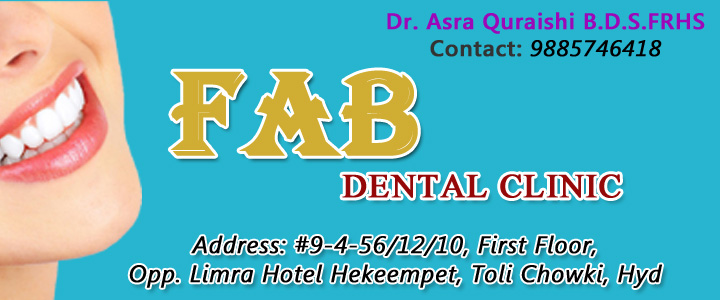 Dr. Asra Quraishi B.D.S.FRHS
Contact: 9885746418
FAB
DENTAL CLINIC
Address: #9-4-56/12/10, First Floor,
Opp. Limra Hotel Hekeempet, Toli Chowki, Hyd